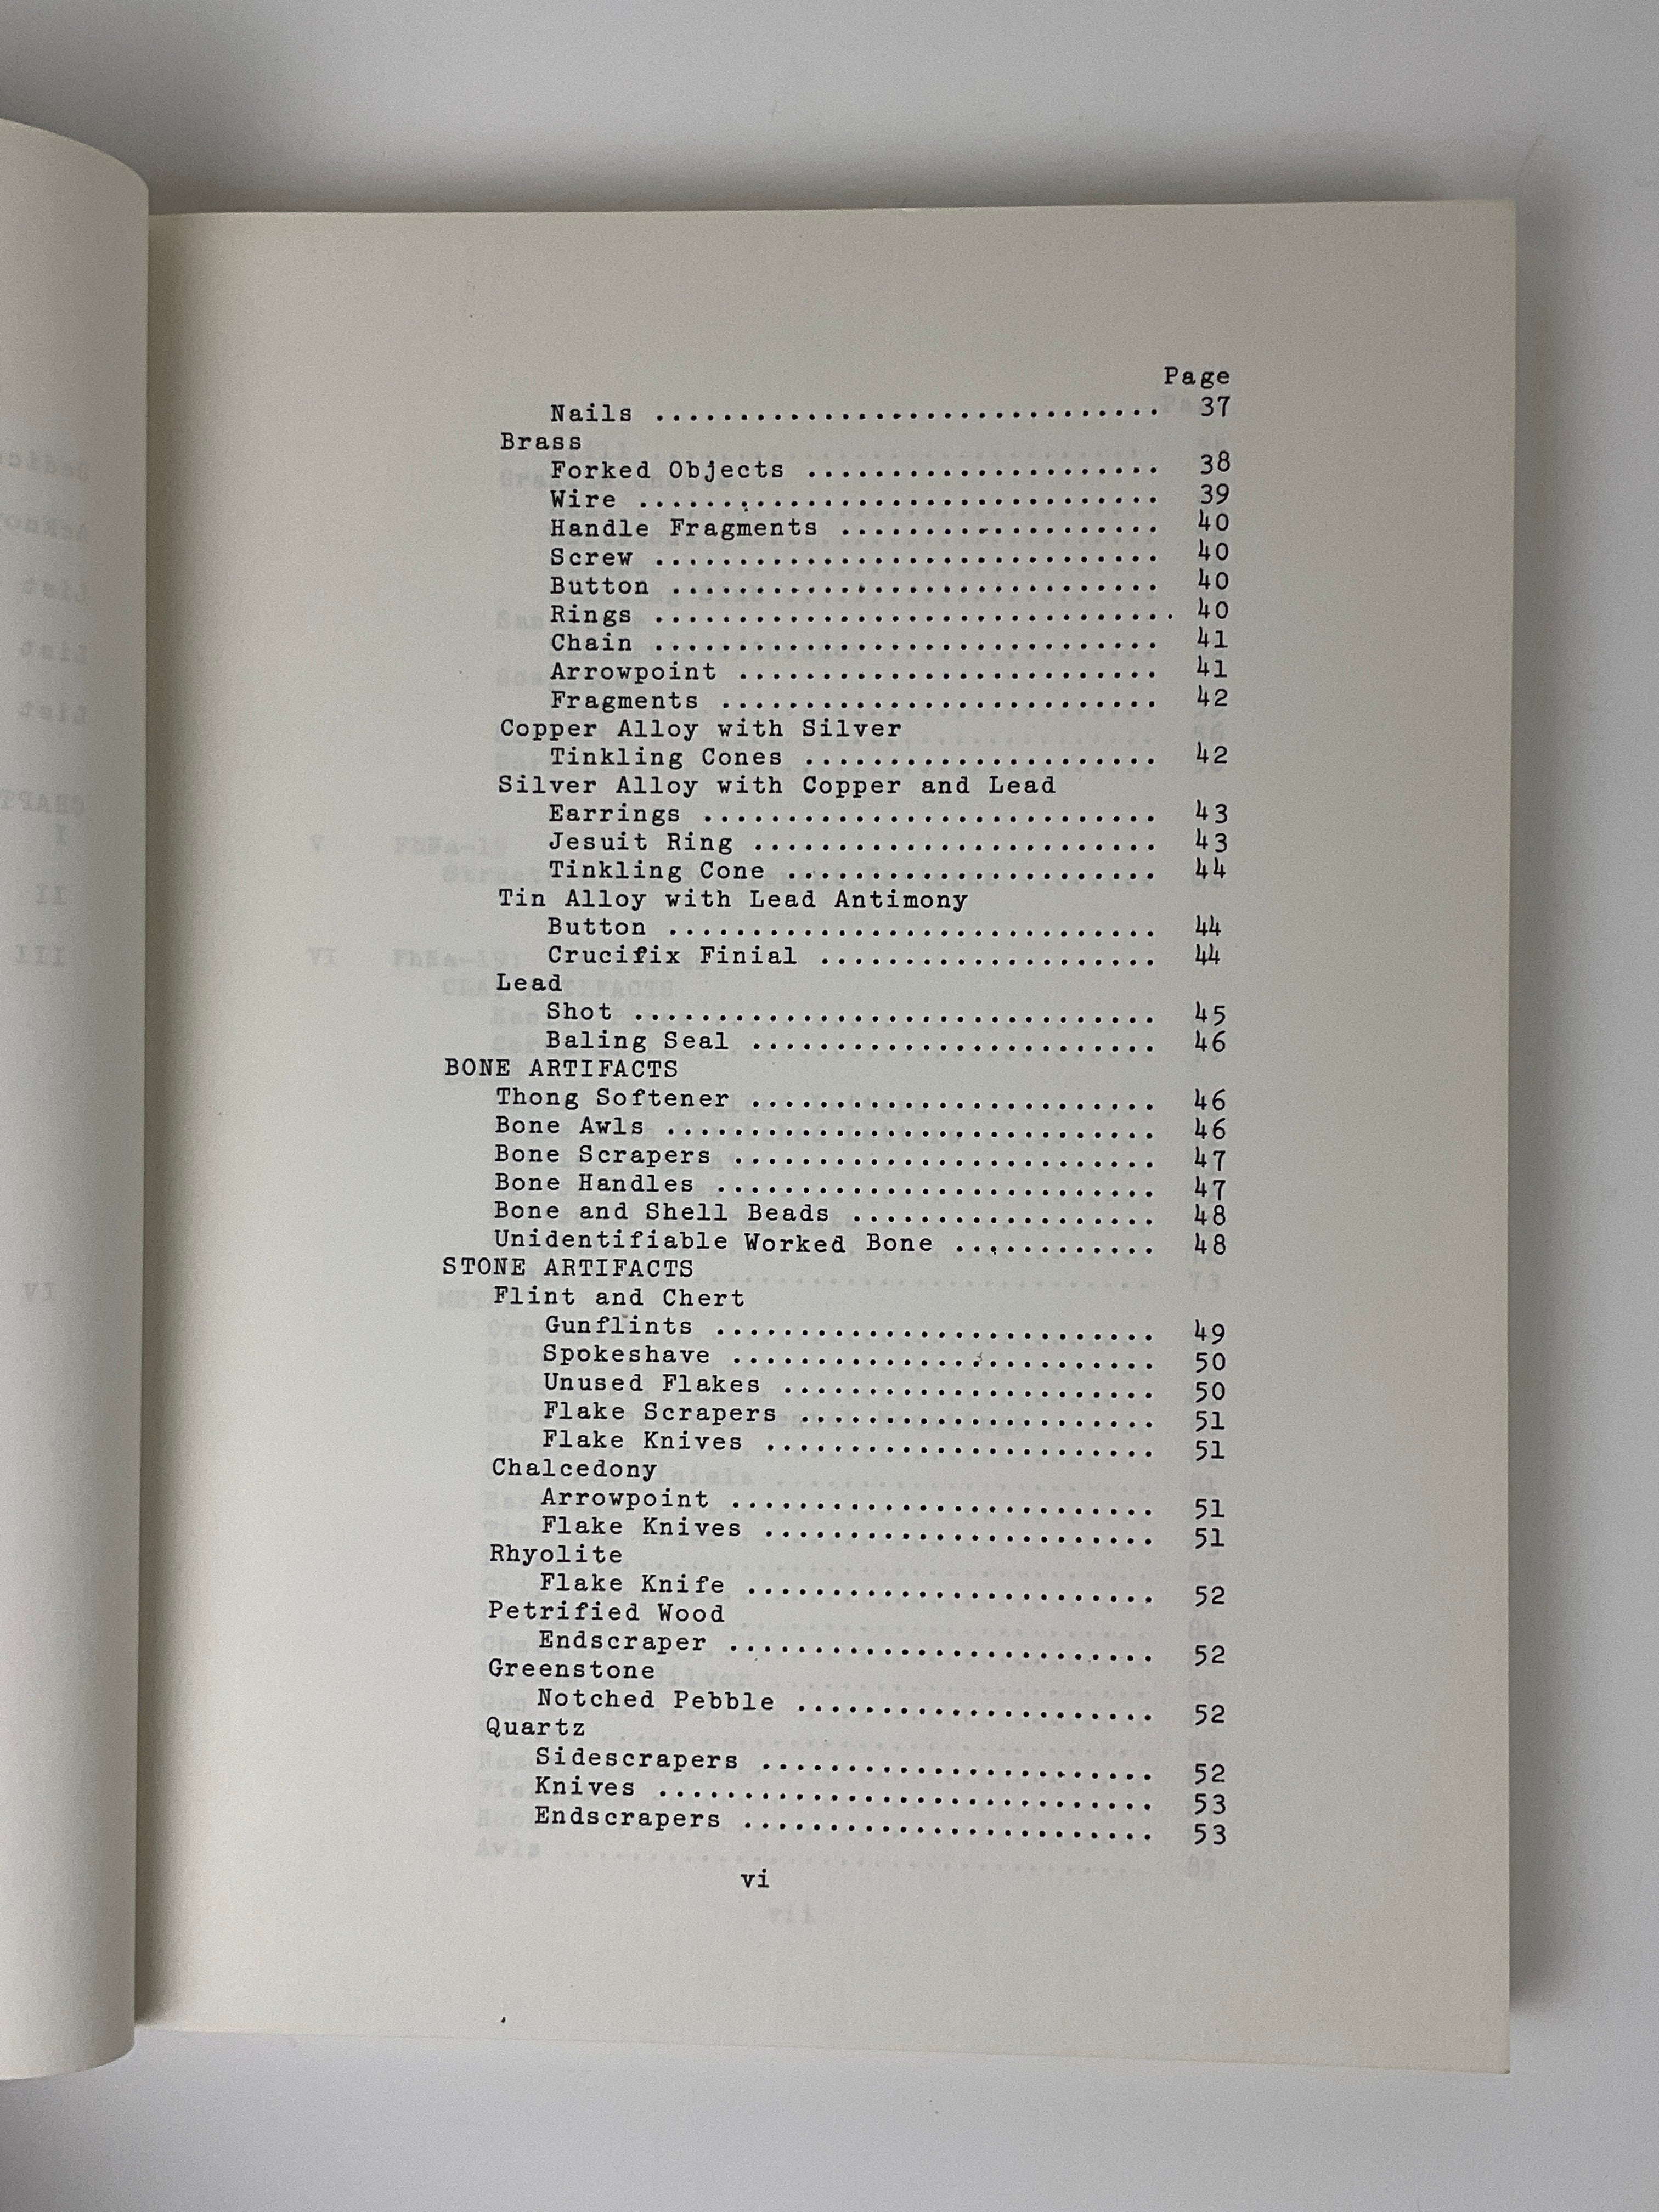 Page
Nails .............................. 37
Brass
Forked Objects ..................... 38
Wire ............................... 39
Handle Fragments ................... 40
Screw .............................. 40
Button ............................. 40
Rings ............................... 40
Chain .............................. 41
Arrowpoint ......................... 41
Fragments .......................... 42
Copper Alloy with Silver
Tinkling Cones ..................... 42
Silver Alloy with Copper and Lead
Earrings ........................... 43
Jesuit Ring ........................ 43
Tinkling Cone ...................... 44
Tin Alloy with Lead Antimony
Button ............................. 44
Crucifix Finial .................... 44
Lead
Shot ............................... 45
Baling Seal ........................ 46
BONE ARTIFACTS
Thong Softener ........................ 46
Bone Awls ............................. 46
Bone Scrapers ......................... 47
Bone Handles .......................... 47
Bone and Shell Beads .................. 48
Unidentifiable Worked Bone ............ 48
STONE ARTIFACTS
Flint and Chert
Gunflints .......................... 49
Spokeshave ......................... 50
Unused Flakes ...................... 50
Flake Scrapers ..................... 51
Flake Knives ....................... 51
Chalcedony
Arrowpoint ......................... 51
Flake Knives ....................... 51
Rhyolite
Flake Knife ........................ 52
Petrified Wood
Endscraper ......................... 52
Greenstone
Notched Pebble ..................... 52
Quartz
Sidescrapers ....................... 52
Knives ............................. 53
Endscrapers ........................ 53
vi